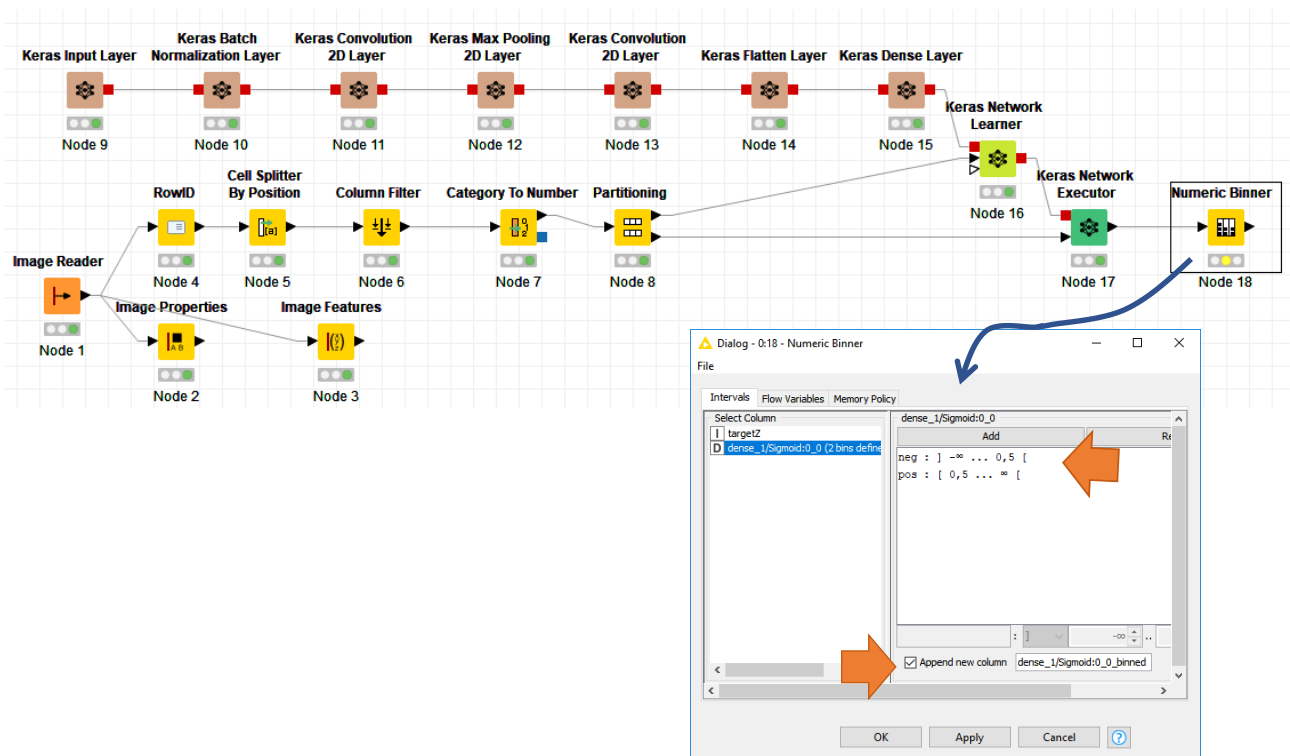 Keras Input Layer
Keras Batch
Normalization Layer
Keras Convolution
2D Layer
Keras Max Pooling
2D Layer
Keras Convolution
2D Layer
Keras Flatten Layer
Keras Dense Layer
Node 9
Node 10
Node 11
Node 12
Node 13
Node 14
Node 15
Keras Network
Learner
Node 16
RowID
Cell Splitter
By Position
Column Filter
Category To Number
Partitioning
Keras Network
Executor
Numeric Binner
Node 4
Node 5
Node 6
Node 7
Node 8
Node 17
Node 18
Image Reader
Node 1
Image Properties
Image Features
Node 2
Node 3
Dialog - 0:18 - Numeric Binner
File
Intervals
Flow Variables
Memory Policy
Select Column
I targetZ
D dense_1/Sigmoid:0_0 (2 bins define
dense_1/Sigmoid:0_0
Add
Re
neg : ] -∞ ... 0,5 [
pos : [ 0,5 ... ∞ [
: ] -∞ ..
Append new column
dense_1/Sigmoid:0_0_binned
OK
Apply
Cancel
?